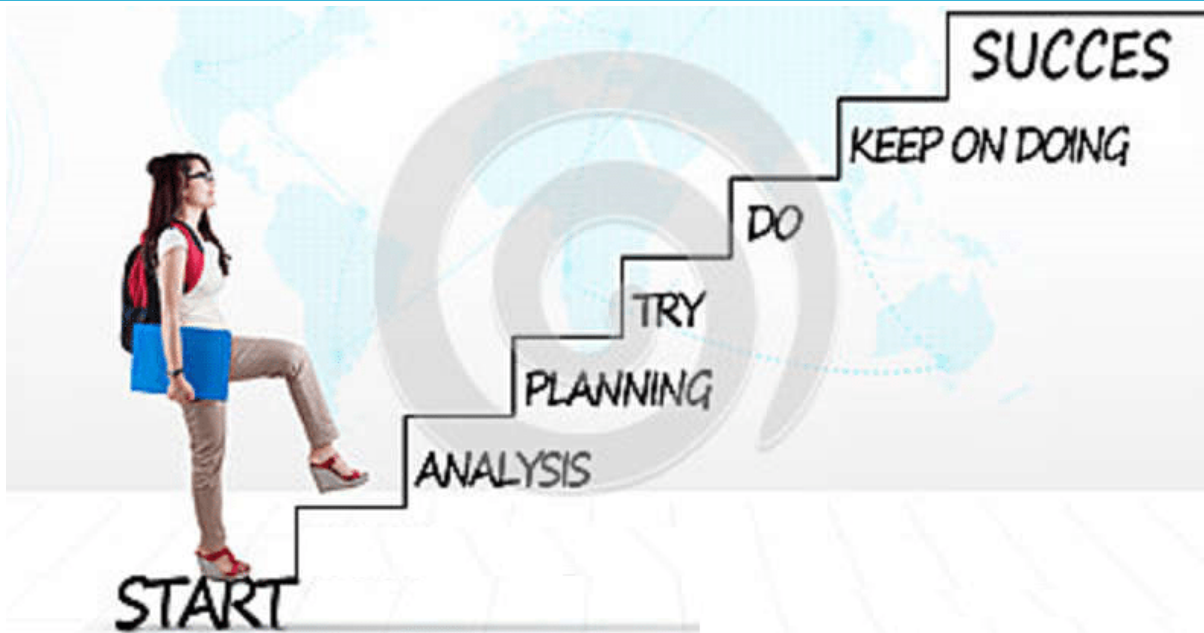 SUCCES
KEEP ON DOING
DO
TRY
PLANNING
ANALYSIS
START